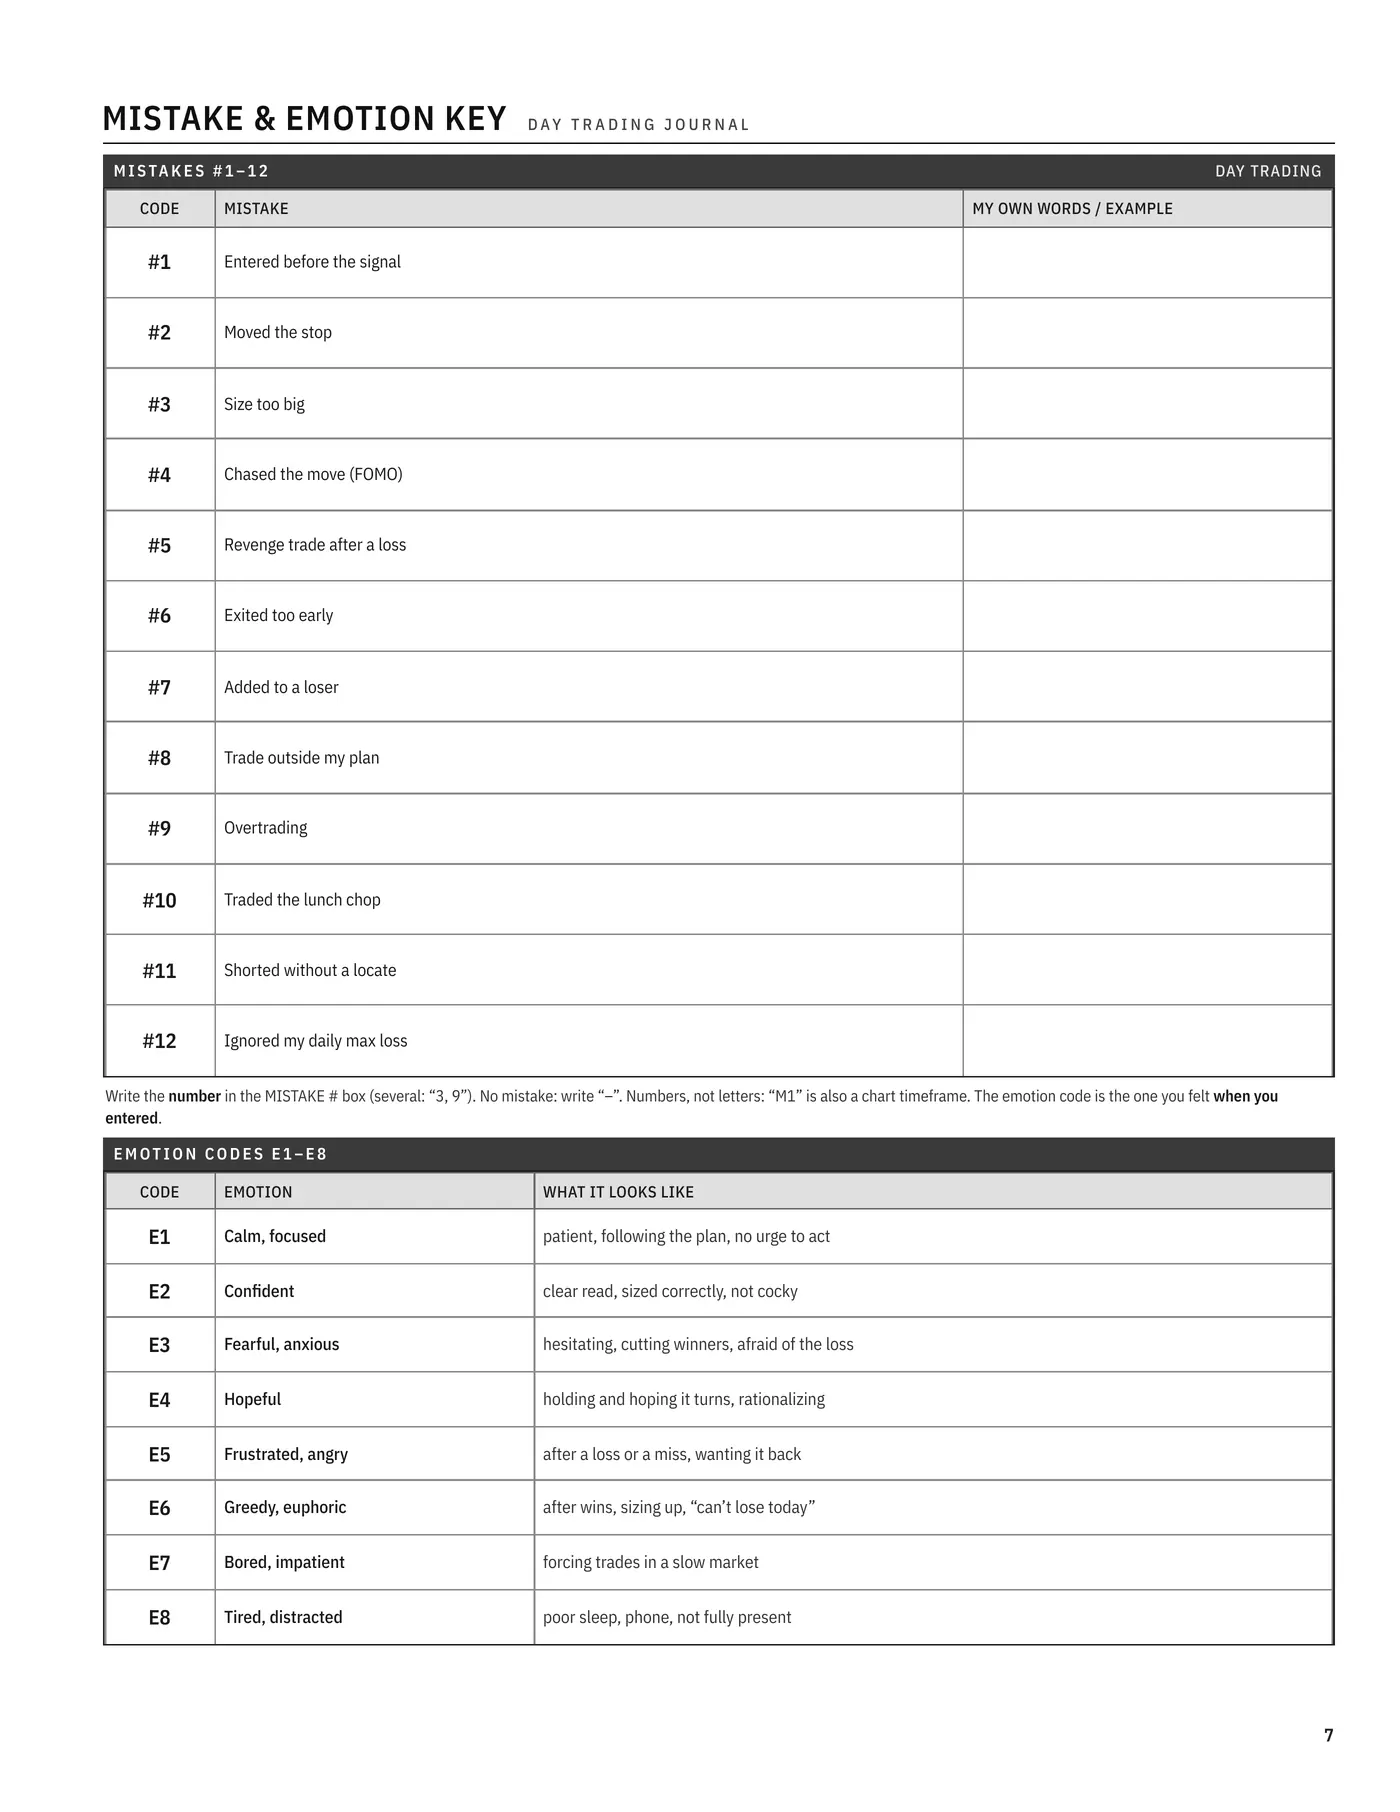 MISTAKE & EMOTION KEY DAY TRADING JOURNAL
MISTAKES #1–12 DAY TRADING
CODE MISTAKE MY OWN WORDS / EXAMPLE
#1 Entered before the signal
#2 Moved the stop
#3 Size too big
#4 Chased the move (FOMO)
#5 Revenge trade after a loss
#6 Exited too early
#7 Added to a loser
#8 Trade outside my plan
#9 Overtrading
#10 Traded the lunch chop
#11 Shorted without a locate
#12 Ignored my daily max loss
Write the number in the MISTAKE # box (several: “3, 9”). No mistake: write “–”. Numbers, not letters: “M1” is also a chart timeframe. The emotion code is the one you felt when you
entered.
EMOTION CODES E1–E8
CODE EMOTION WHAT IT LOOKS LIKE
E1 Calm, focused patient, following the plan, no urge to act
E2 Confident clear read, sized correctly, not cocky
E3 Fearful, anxious hesitating, cutting winners, afraid of the loss
E4 Hopeful holding and hoping it turns, rationalizing
E5 Frustrated, angry after a loss or a miss, wanting it back
E6 Greedy, euphoric after wins, sizing up, “can’t lose today”
E7 Bored, impatient forcing trades in a slow market
E8 Tired, distracted poor sleep, phone, not fully present
7